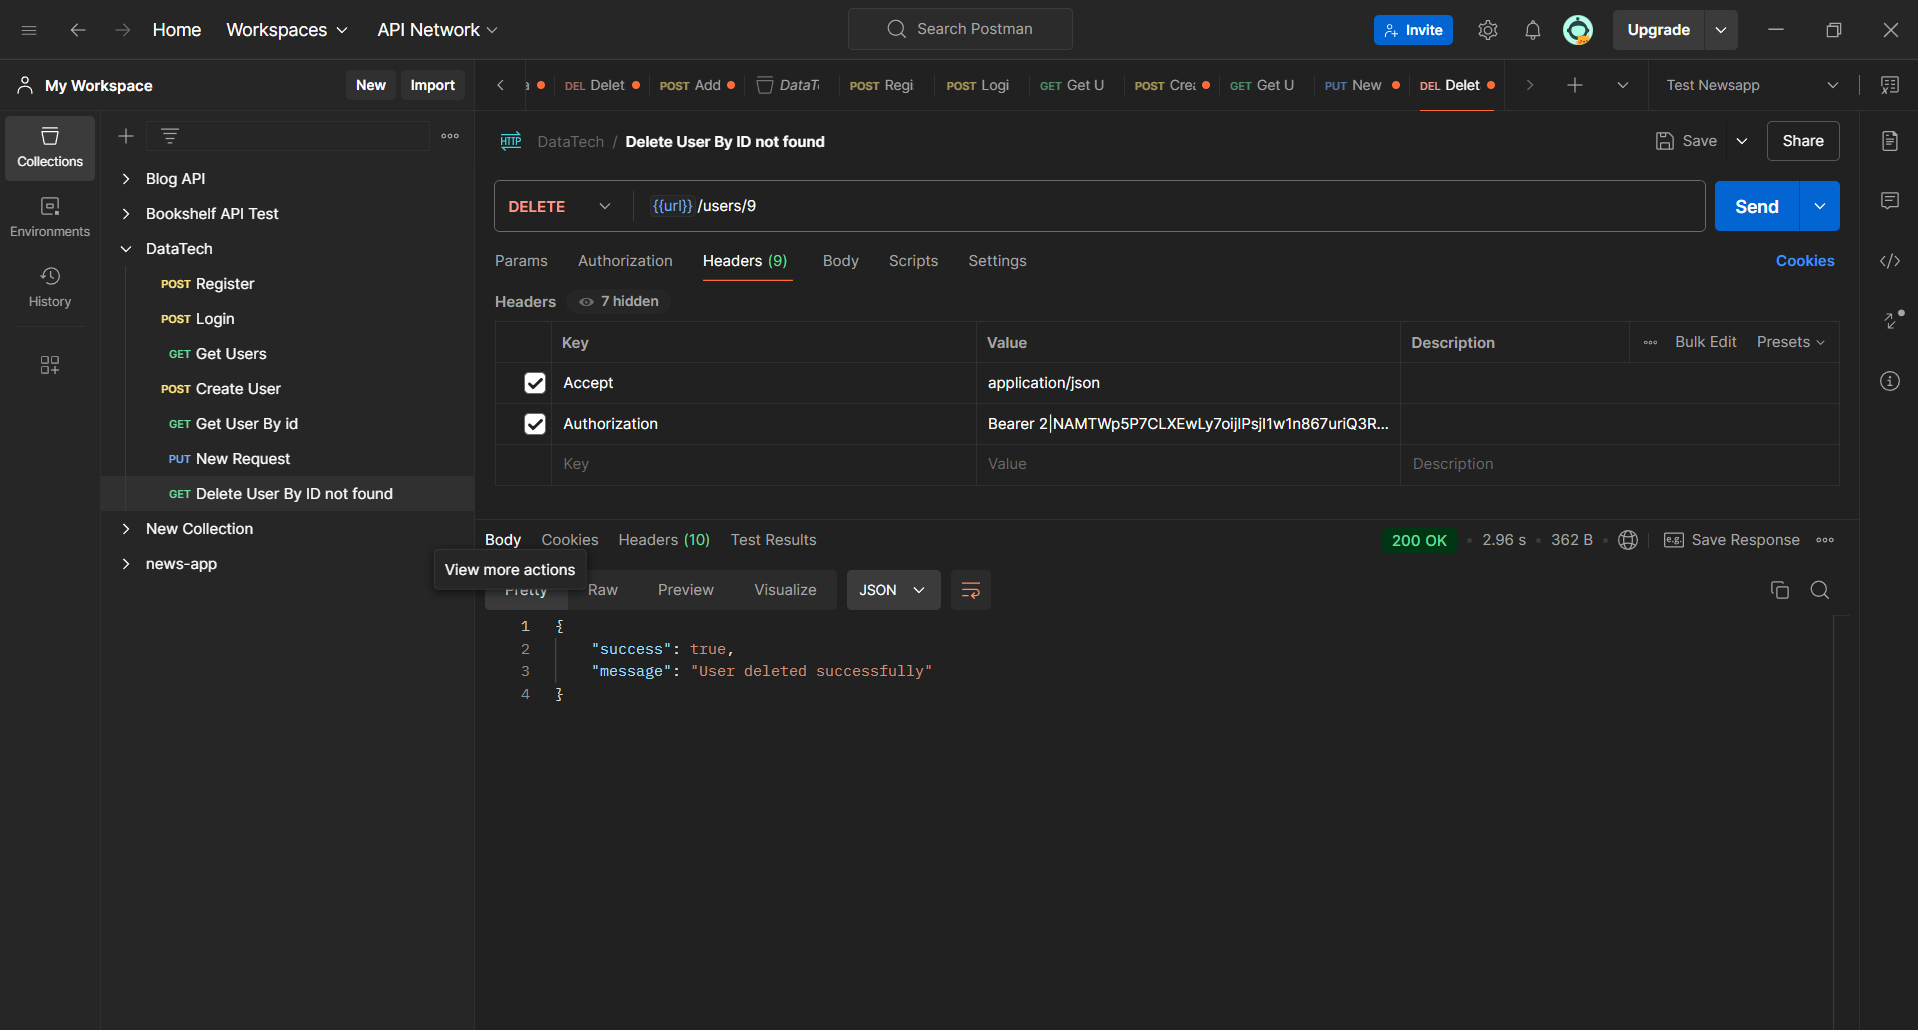 Home Workspaces API Network Search Postman Invite Upgrade
My Workspace New Import
DEL Delet POST Add DataT POST Regi POST Logi GET Get U POST Crea GET Get U PUT New DEL Delet Test Newsapp
Collections
Environments
History
Blog API
Bookshelf API Test
DataTech
POST Register
POST Login
GET Get Users
POST Create User
GET Get User By id
PUT New Request
GET Delete User By ID not found
New Collection
news-app
HTTP DataTech / Delete User By ID not found Save Share
DELETE {{url}} /users/9 Send
Params Authorization Headers (9) Body Scripts Settings Cookies
Headers 7 hidden
Key Value Description Bulk Edit Presets
Accept application/json
Authorization Bearer 2|NAMTWp5P7CLXEwLy7oijIPsjI1w1n867uriQ3R...
Key Value Description
Body Cookies Headers (10) Test Results 200 OK 2.96 s 362 B e.g. Save Response
View more actions
Pretty Raw Preview Visualize JSON
1 {
2 "success": true,
3 "message": "User deleted successfully"
4 }